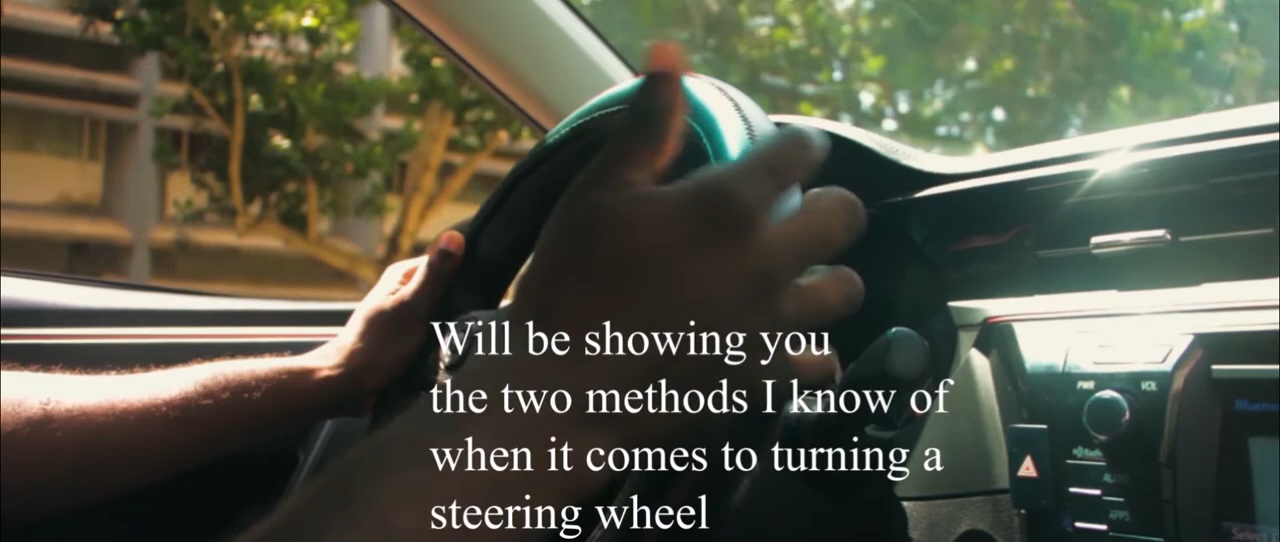 Will be showing you
the two methods I know of
when it comes to turning a
steering wheel
PWR VOL
APPS